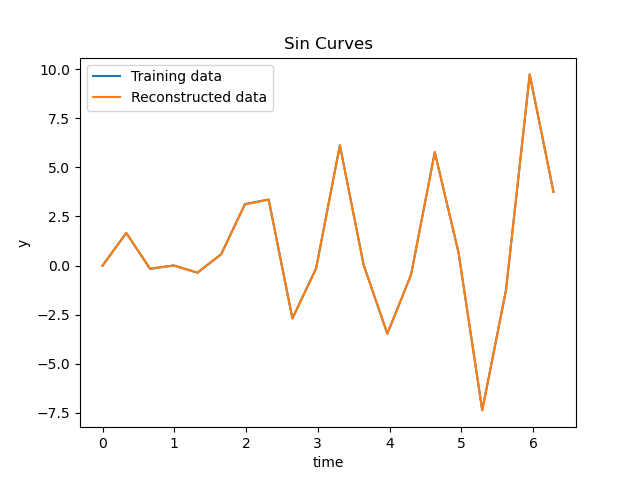 Sin Curves
Training data
Reconstructed data
10.0
7.5
5.0
2.5
0.0
−2.5
−5.0
−7.5
y
0 1 2 3 4 5 6
time